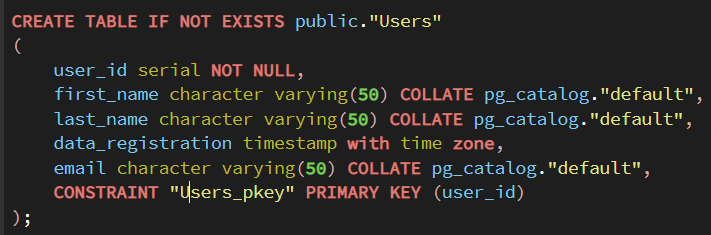 CREATE TABLE IF NOT EXISTS public."Users"
(
    user_id serial NOT NULL,
    first_name character varying(50) COLLATE pg_catalog."default",
    last_name character varying(50) COLLATE pg_catalog."default",
    data_registration timestamp with time zone,
    email character varying(50) COLLATE pg_catalog."default",
    CONSTRAINT "Users_pkey" PRIMARY KEY (user_id)
);